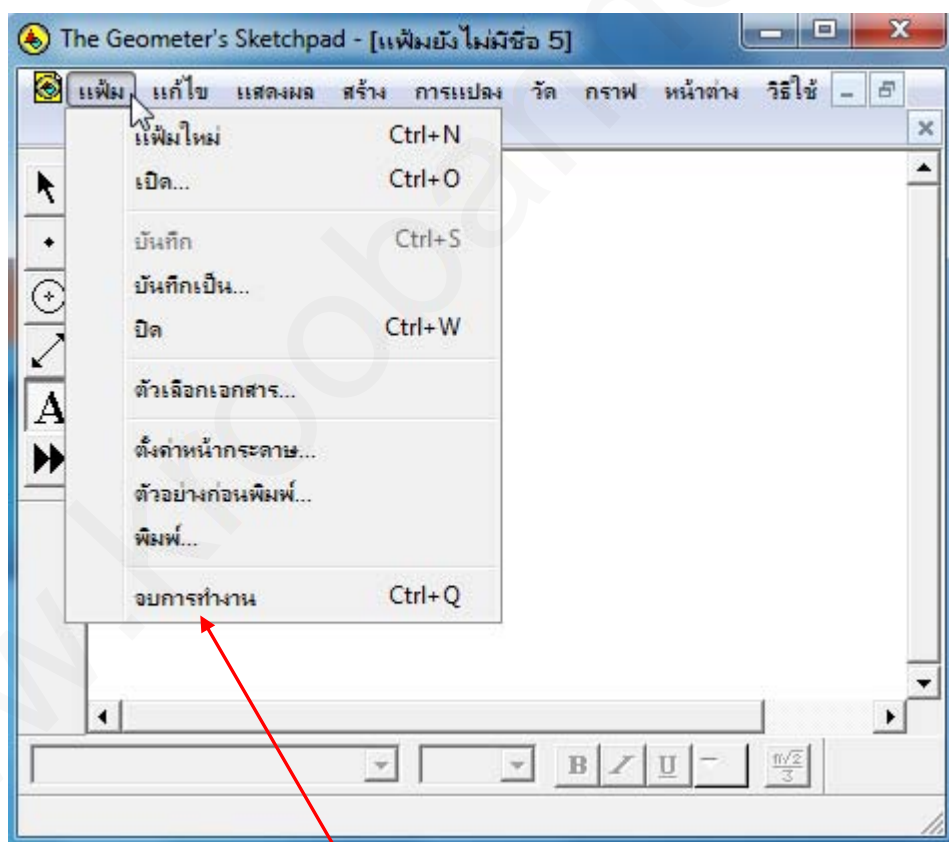 The Geometer's Sketchpad - [แฟ้มยังไม่มีชื่อ 5]
แฟ้ม แก้ไข แสดงผล สร้าง การแปลง วัด กราฟ หน้าต่าง วิธีใช้
แฟ้มใหม่ Ctrl+N
เปิด... Ctrl+O
บันทึก Ctrl+S
บันทึกเป็น...
ปิด Ctrl+W
ตัวเลือกเอกสาร...
A
ตั้งค่าหน้ากระดาษ...
ตัวอย่างก่อนพิมพ์...
พิมพ์...
จบการทำงาน Ctrl+Q
B I U